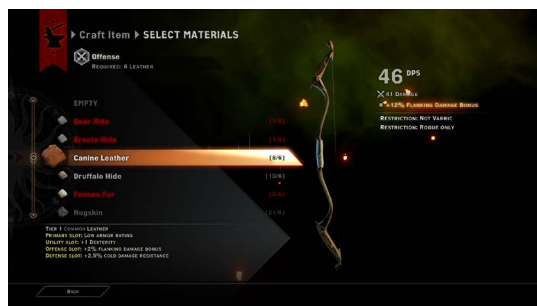 Craft Item ▶ SELECT MATERIALS
Offense
REQUIRED: 6 LEATHER
EMPTY
Bear Hide
Bronto Hide
Canine Leather [8/6]
Druffalo Hide [10/6]
Fennec Fur
Nugskin [21/6]
TIER 1 COMMON LEATHER
PRIMARY SLOT: LOW ARMOR RATING
UTILITY SLOT: +1 DEXTERITY
OFFENSE SLOT: +2% FLANKING DAMAGE BONUS
DEFENSE SLOT: +2.5% COLD DAMAGE RESISTANCE
BACK
46 DPS
41 DAMAGE
+12% FLANKING DAMAGE BONUS
RESTRICTION: NOT VARRIC
RESTRICTION: ROGUE ONLY